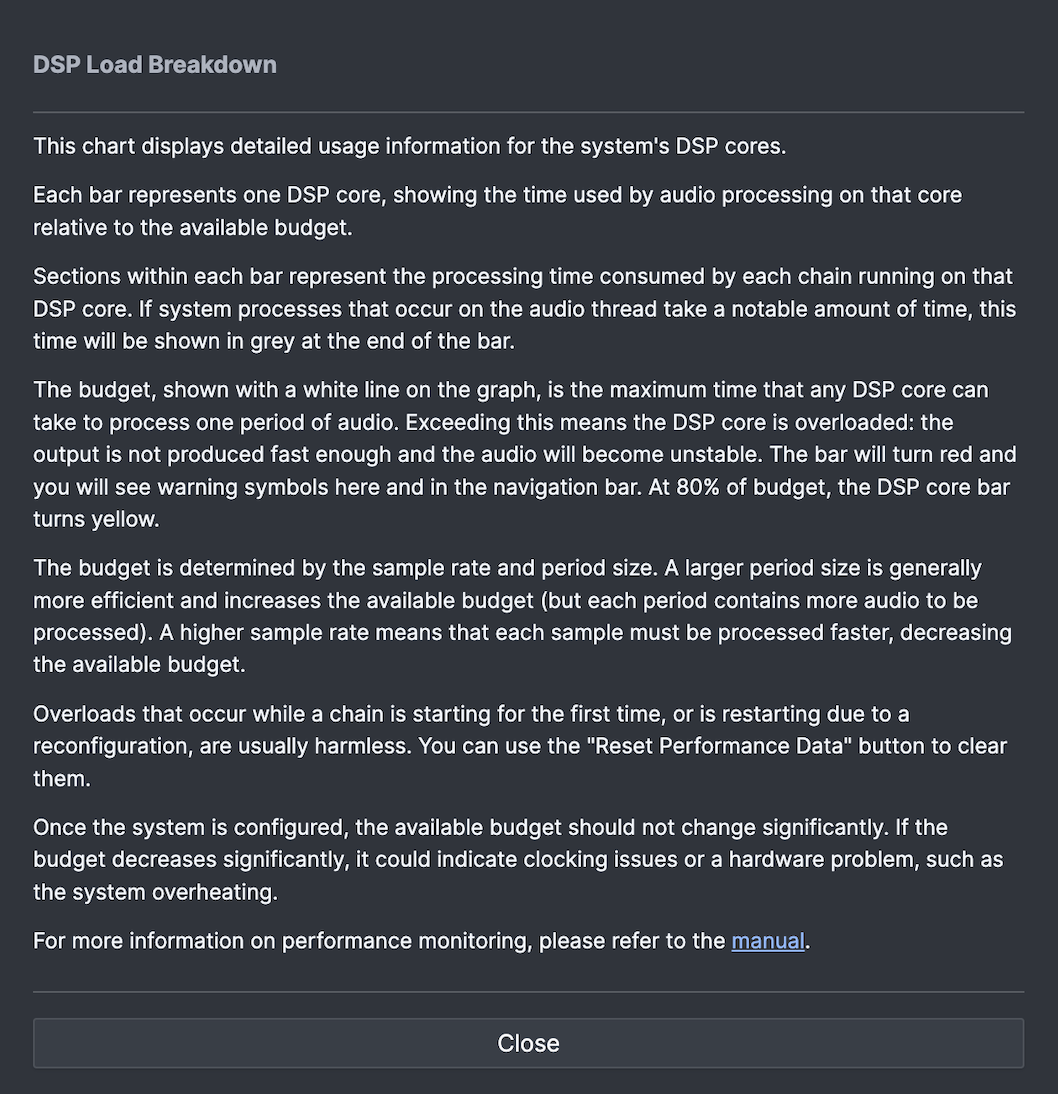 DSP Load Breakdown
This chart displays detailed usage information for the system's DSP cores.
Each bar represents one DSP core, showing the time used by audio processing on that core
relative to the available budget.
Sections within each bar represent the processing time consumed by each chain running on that
DSP core. If system processes that occur on the audio thread take a notable amount of time, this
time will be shown in grey at the end of the bar.
The budget, shown with a white line on the graph, is the maximum time that any DSP core can
take to process one period of audio. Exceeding this means the DSP core is overloaded: the
output is not produced fast enough and the audio will become unstable. The bar will turn red and
you will see warning symbols here and in the navigation bar. At 80% of budget, the DSP core bar
turns yellow.
The budget is determined by the sample rate and period size. A larger period size is generally
more efficient and increases the available budget (but each period contains more audio to be
processed). A higher sample rate means that each sample must be processed faster, decreasing
the available budget.
Overloads that occur while a chain is starting for the first time, or is restarting due to a
reconfiguration, are usually harmless. You can use the "Reset Performance Data" button to clear
them.
Once the system is configured, the available budget should not change significantly. If the
budget decreases significantly, it could indicate clocking issues or a hardware problem, such as
the system overheating.
For more information on performance monitoring, please refer to the manual.
Close